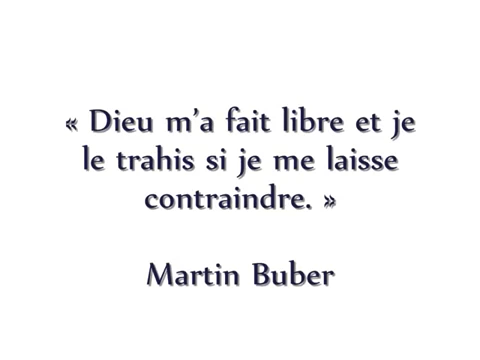 « Dieu m’a fait libre et je
le trahis si je me laisse
contraindre. »
Martin Buber